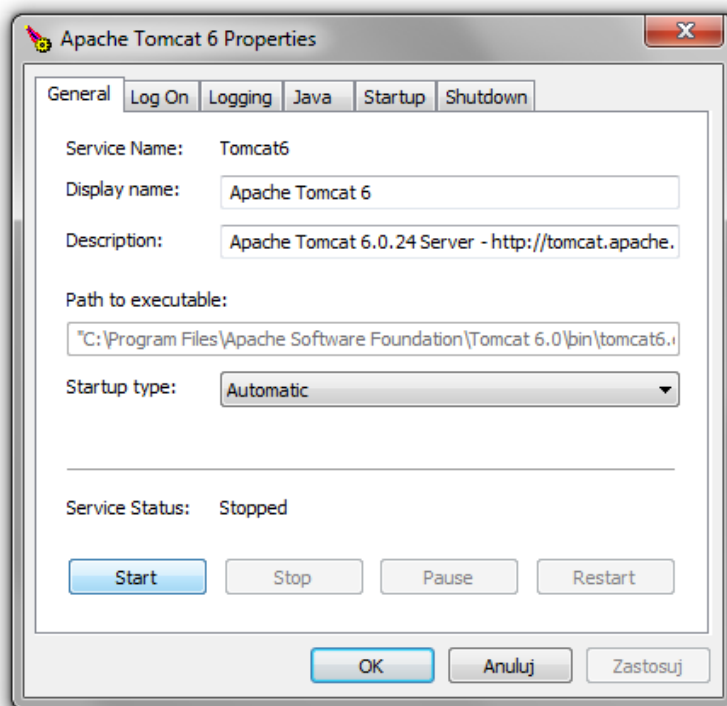 Apache Tomcat 6 Properties
X
General Log On Logging Java Startup Shutdown
Service Name: Tomcat6
Display name: Apache Tomcat 6
Description: Apache Tomcat 6.0.24 Server - http://tomcat.apache.
Path to executable:
"C:\Program Files\Apache Software Foundation\Tomcat 6.0\bin\tomcat6.
Startup type: Automatic
Service Status: Stopped
Start Stop Pause Restart
OK Anuluj Zastosuj